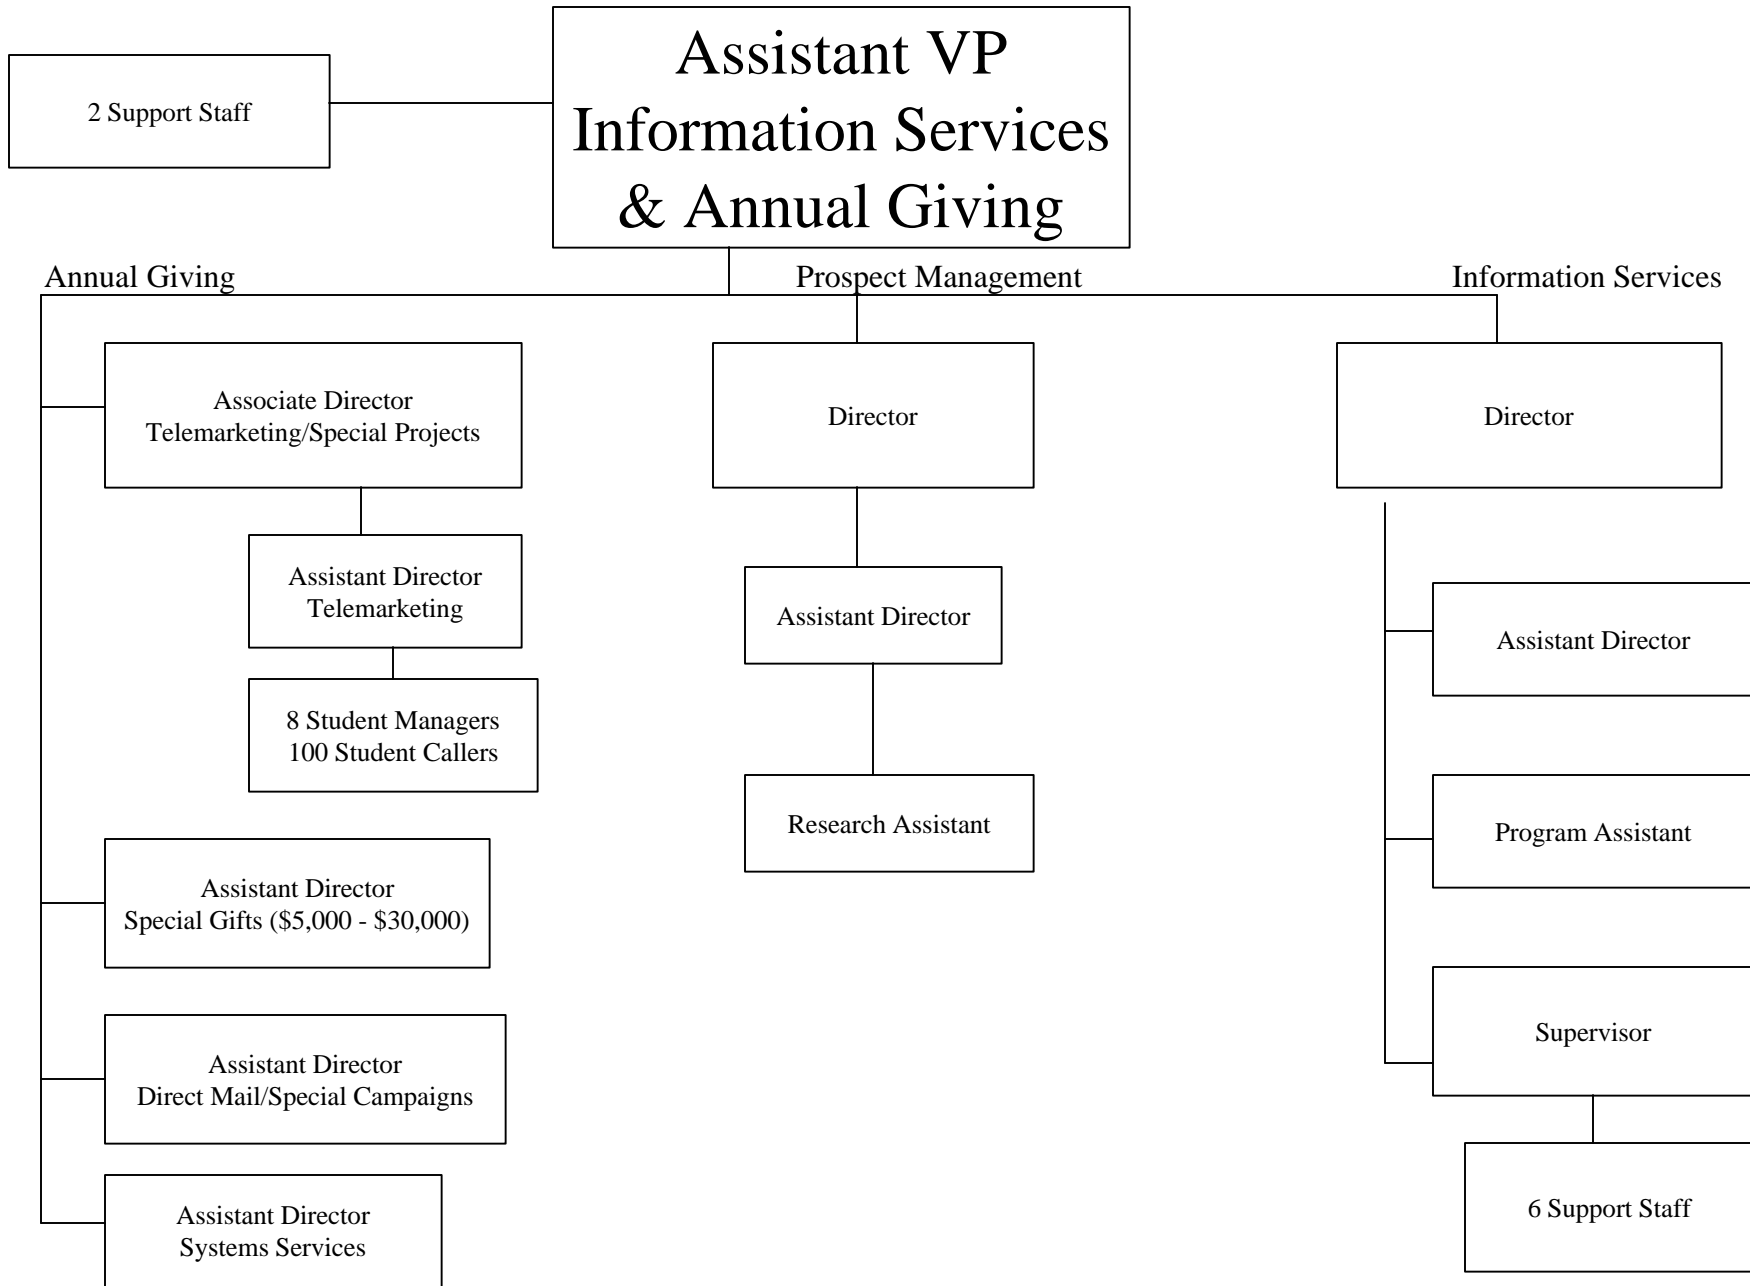 2 Support Staff
Assistant VP
Information Services
& Annual Giving
Annual Giving
Prospect Management
Information Services
Associate Director
Telemarketing/Special Projects
Assistant Director
Telemarketing
8 Student Managers
100 Student Callers
Assistant Director
Special Gifts ($5,000 - $30,000)
Assistant Director
Direct Mail/Special Campaigns
Assistant Director
Systems Services
Director
Assistant Director
Research Assistant
Director
Assistant Director
Program Assistant
Supervisor
6 Support Staff